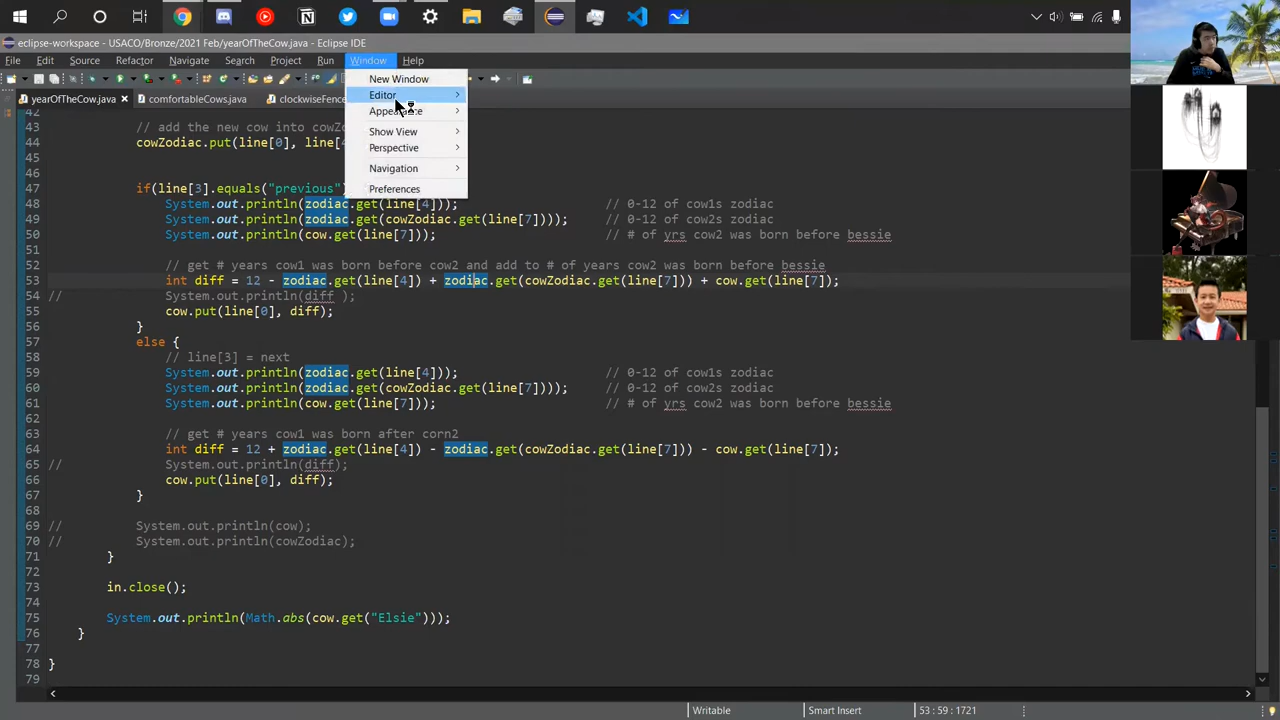 eclipse-workspace - USACO/Bronze/2021 Feb/yearOfTheCow.java - Eclipse IDE
File Edit Source Refactor Navigate Search Project Run Window Help
New Window
Editor
Appearance
Show View
Perspective
Navigation
Preferences
yearOfTheCow.java comfortableCows.java clockwiseFence
42
43 // add the new cow into cowZo
44 cowZodiac.put(line[0], line[4
45
46
47 if(line[3].equals("previous")
48 System.out.println(zodiac.get(line[4])); // 0-12 of cow1s zodiac
49 System.out.println(zodiac.get(cowZodiac.get(line[7]))); // 0-12 of cow2s zodiac
50 System.out.println(cow.get(line[7])); // # of yrs cow2 was born before bessie
51
52 // get # years cow1 was born before cow2 and add to # of years cow2 was born before bessie
53 int diff = 12 - zodiac.get(line[4]) + zodiac.get(cowZodiac.get(line[7])) + cow.get(line[7]);
54 // System.out.println(diff );
55 cow.put(line[0], diff);
56 }
57 else {
58 // line[3] = next
59 System.out.println(zodiac.get(line[4])); // 0-12 of cow1s zodiac
60 System.out.println(zodiac.get(cowZodiac.get(line[7]))); // 0-12 of cow2s zodiac
61 System.out.println(cow.get(line[7])); // # of yrs cow2 was born before bessie
62
63 // get # years cow1 was born after corn2
64 int diff = 12 + zodiac.get(line[4]) - zodiac.get(cowZodiac.get(line[7])) - cow.get(line[7]);
65 // System.out.println(diff);
66 cow.put(line[0], diff);
67 }
68
69 // System.out.println(cow);
70 // System.out.println(cowZodiac);
71 }
72
73 in.close();
74
75 System.out.println(Math.abs(cow.get("Elsie")));
76 }
77
78 }
79
Writable Smart Insert 53 : 59 : 1721